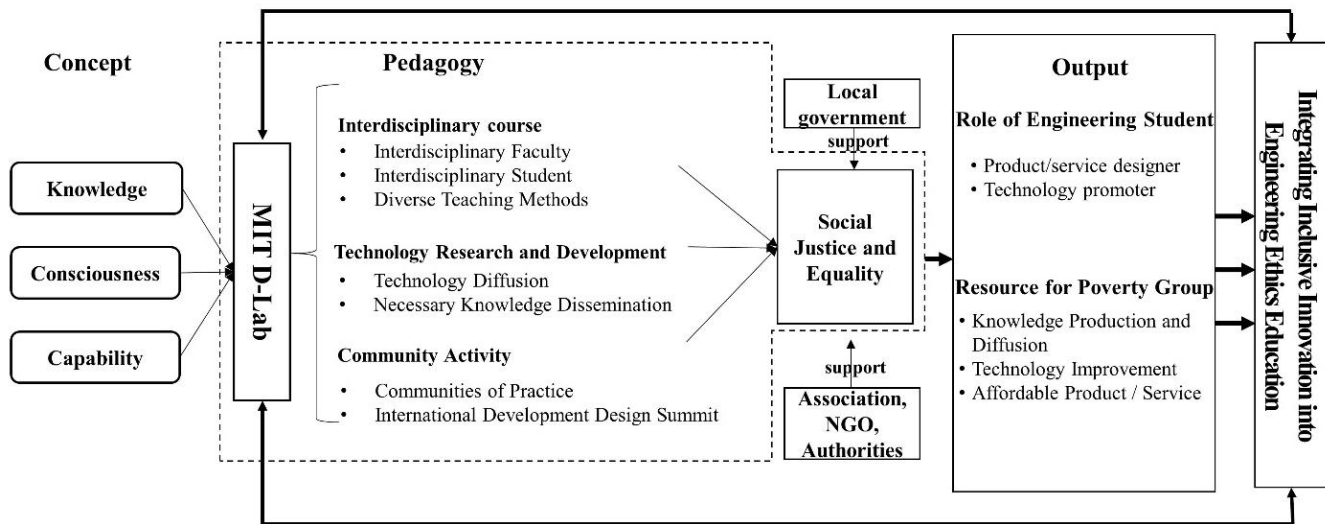 Concept
Knowledge
Consciousness
Capability
MIT D-Lab
Pedagogy
Interdisciplinary course
• Interdisciplinary Faculty
• Interdisciplinary Student
• Diverse Teaching Methods
Technology Research and Development
• Technology Diffusion
• Necessary Knowledge Dissemination
Community Activity
• Communities of Practice
• International Development Design Summit
Local
government
support
Social
Justice and
Equality
support
Association,
NGO,
Authorities
Output
Role of Engineering Student
• Product/service designer
• Technology promoter
Resource for Poverty Group
• Knowledge Production and
Diffusion
• Technology Improvement
• Affordable Product / Service
Integrating Inclusive Innovation into
Engineering Ethics Education